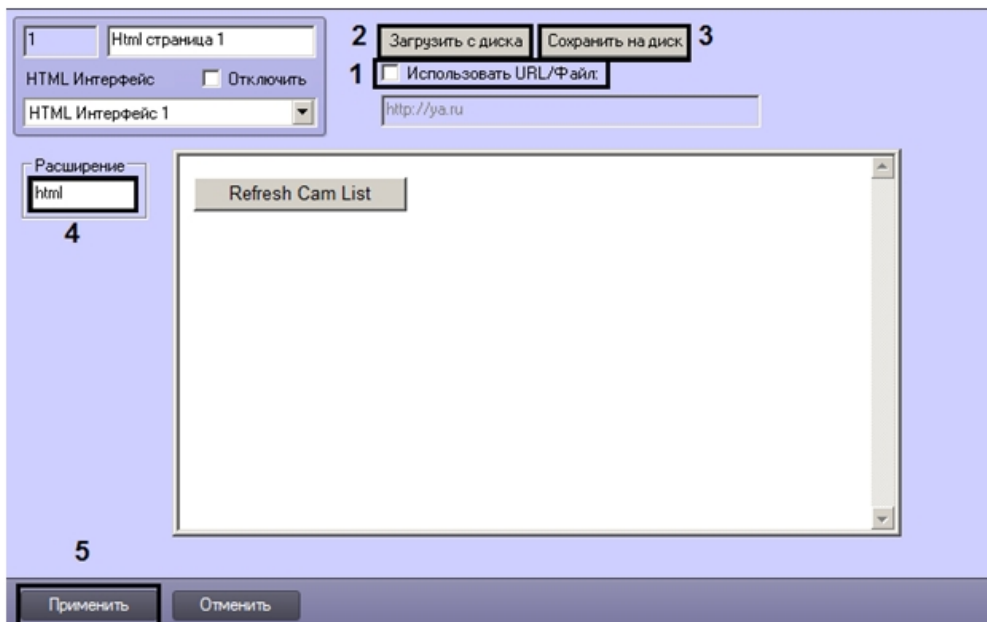 1
Html страница 1
HTML Интерфейс
Отключить
HTML Интерфейс 1
2
Загрузить с диска
Сохранить на диск
3
1
Использовать URL/Файл:
http://ya.ru
Расширение
html
4
Refresh Cam List
5
Применить
Отменить